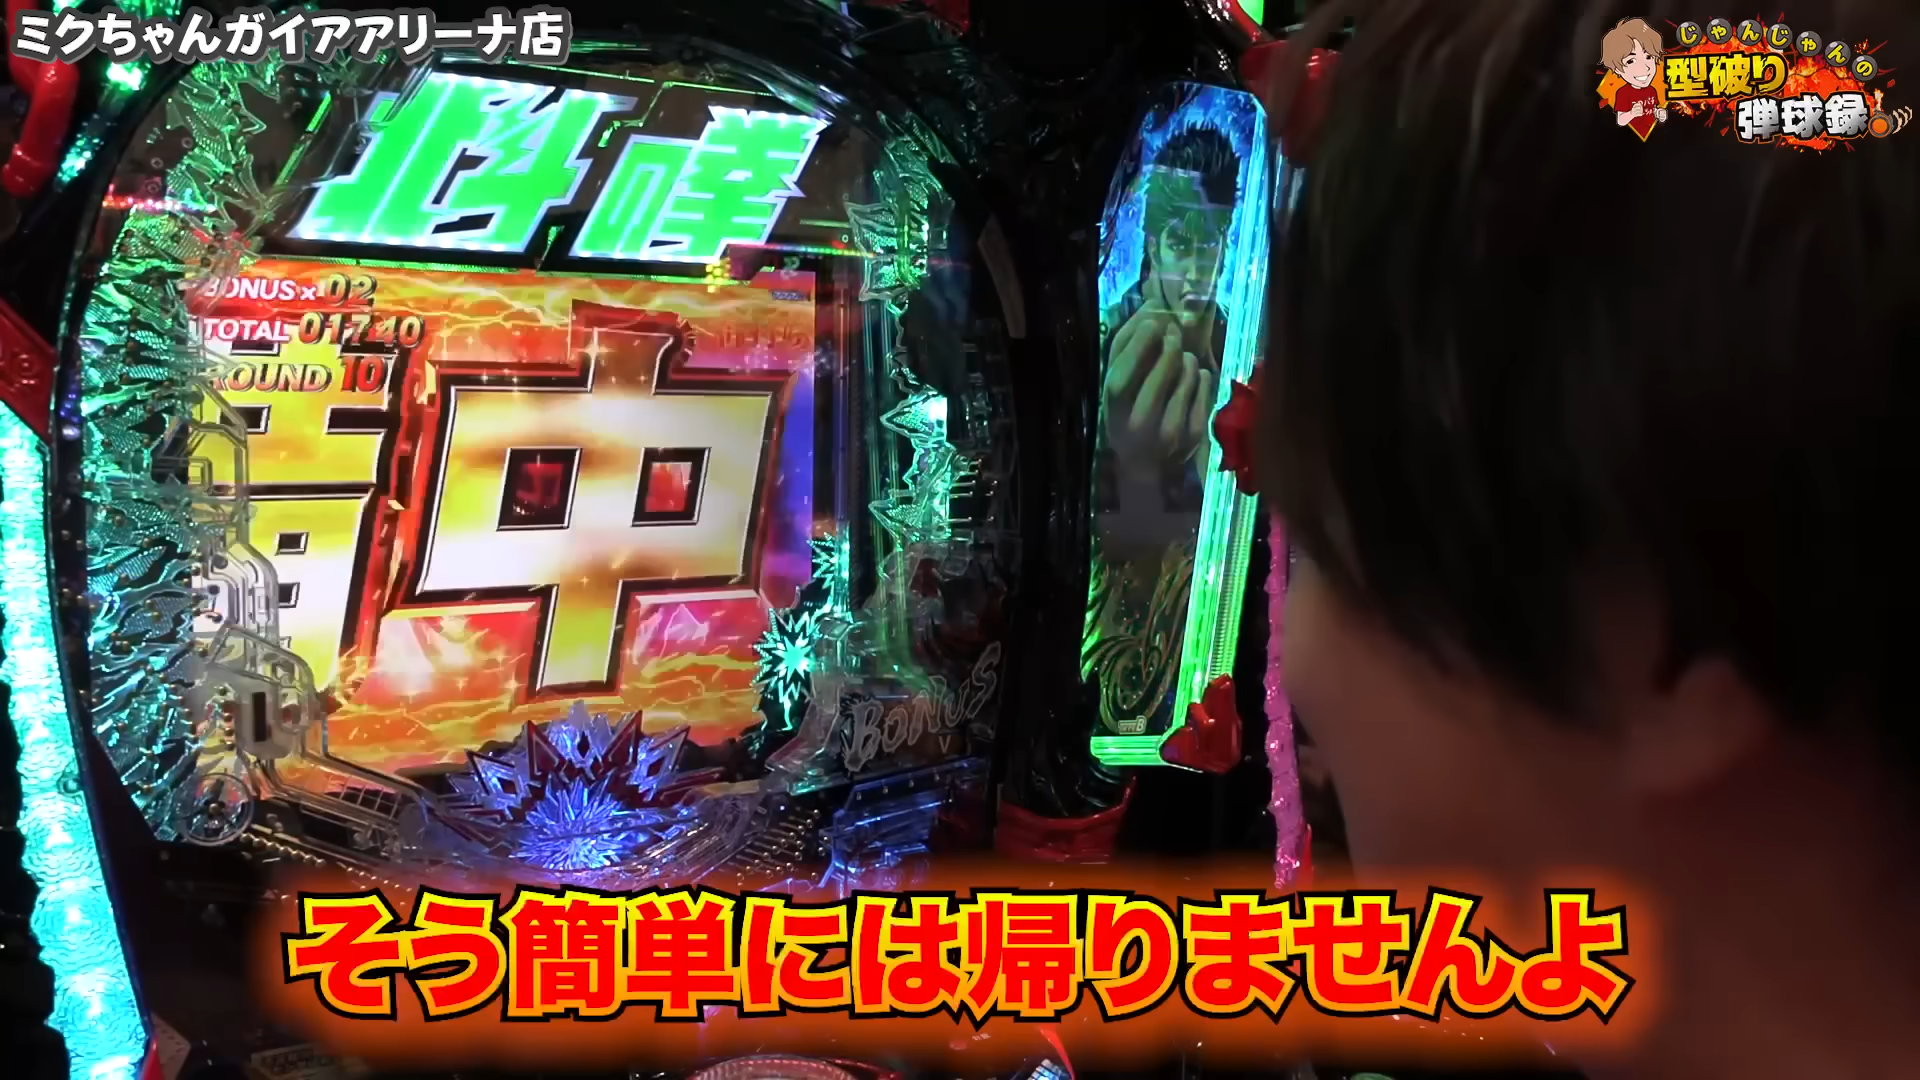 ミクちゃんガイアアリーナ店
じゃんじゃんの
型破り
弾球録
北斗の拳
BONUS×02
TOTAL 01740
ROUND 10
中
BONUS
V
そう簡単には帰りませんよ